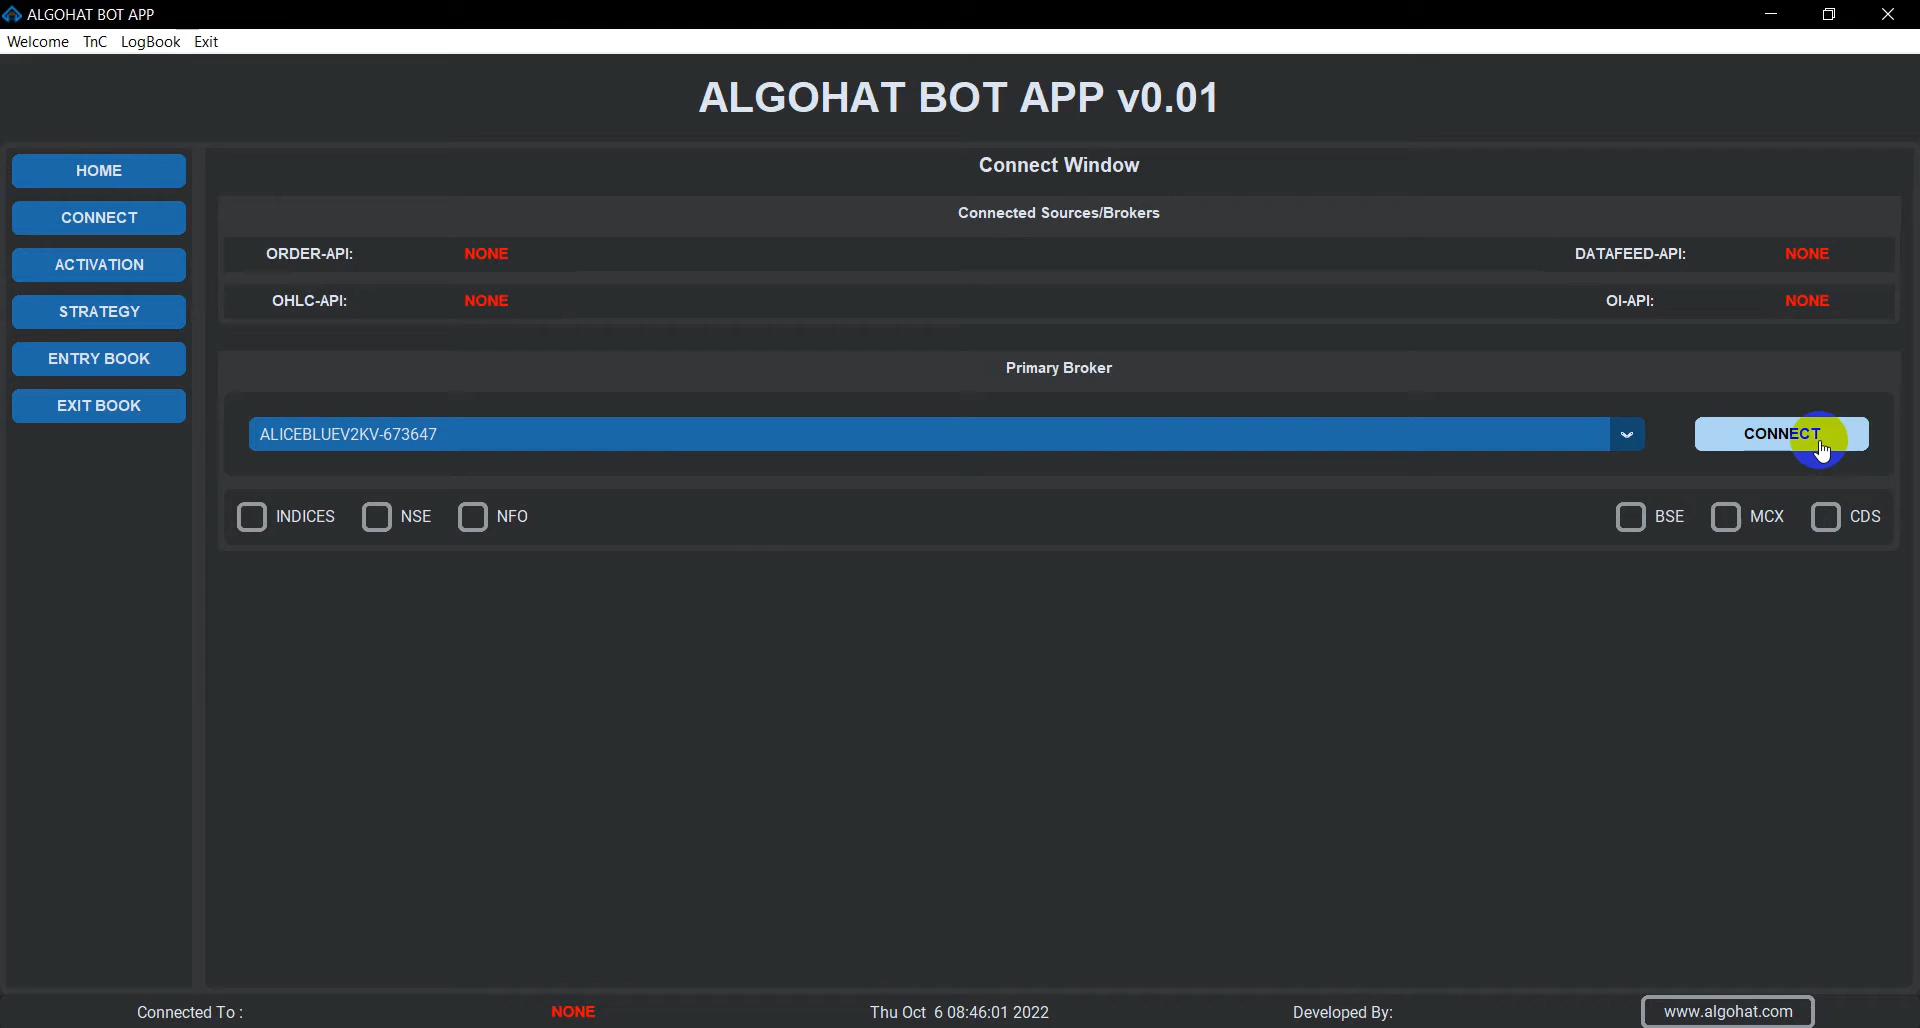 ALGOHAT BOT APP
Welcome TnC LogBook Exit
ALGOHAT BOT APP v0.01
HOME
CONNECT
ACTIVATION
STRATEGY
ENTRY BOOK
EXIT BOOK
Connect Window
Connected Sources/Brokers
ORDER-API: NONE DATAFEED-API: NONE
OHLC-API: NONE OI-API: NONE
Primary Broker
ALICEBLUEV2KV-673647 CONNECT
INDICES NSE NFO BSE MCX CDS
Connected To : NONE Thu Oct 6 08:46:01 2022 Developed By: www.algohat.com